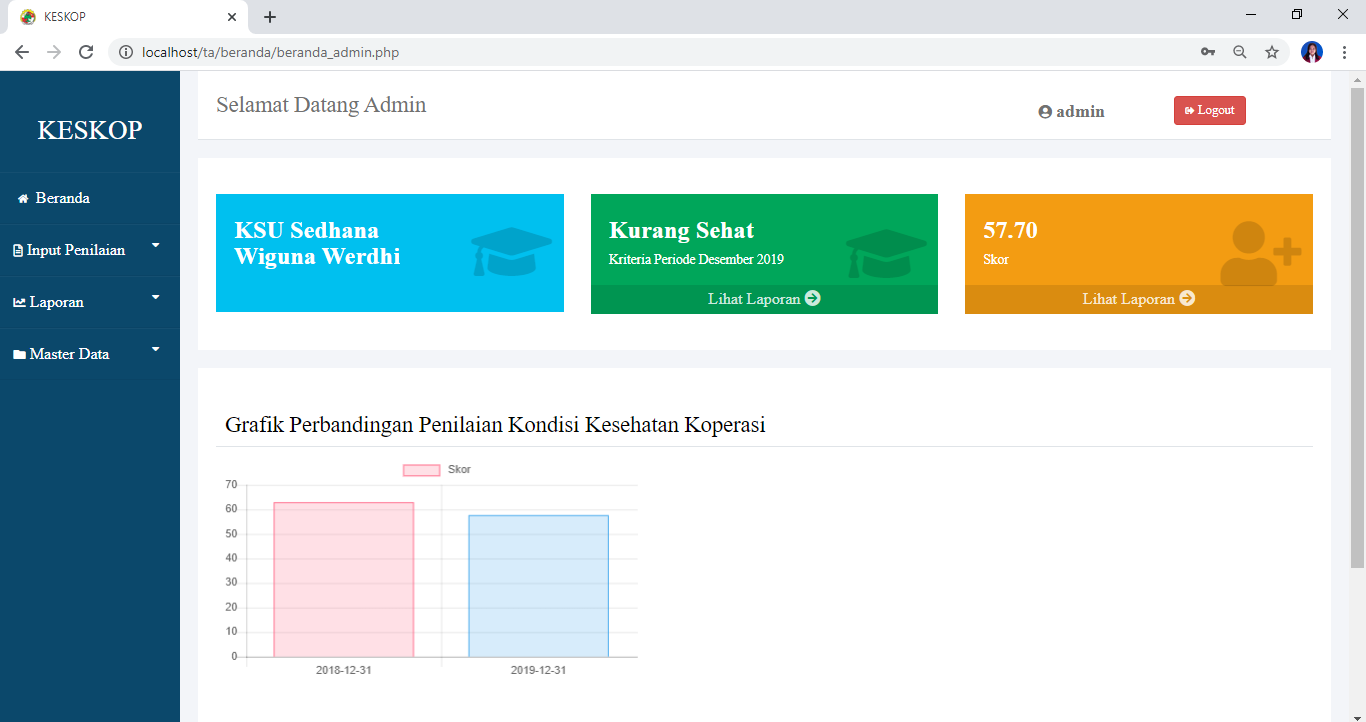 KESKOP
localhost/ta/beranda/beranda_admin.php
KESKOP
Beranda
Input Penilaian
Laporan
Master Data
Selamat Datang Admin
admin
Logout
KSU Sedhana
Wiguna Werdhi
Kurang Sehat
Kriteria Periode Desember 2019
Lihat Laporan
57.70
Skor
Lihat Laporan
Grafik Perbandingan Penilaian Kondisi Kesehatan Koperasi
Skor
70
60
50
40
30
20
10
0
2018-12-31
2019-12-31